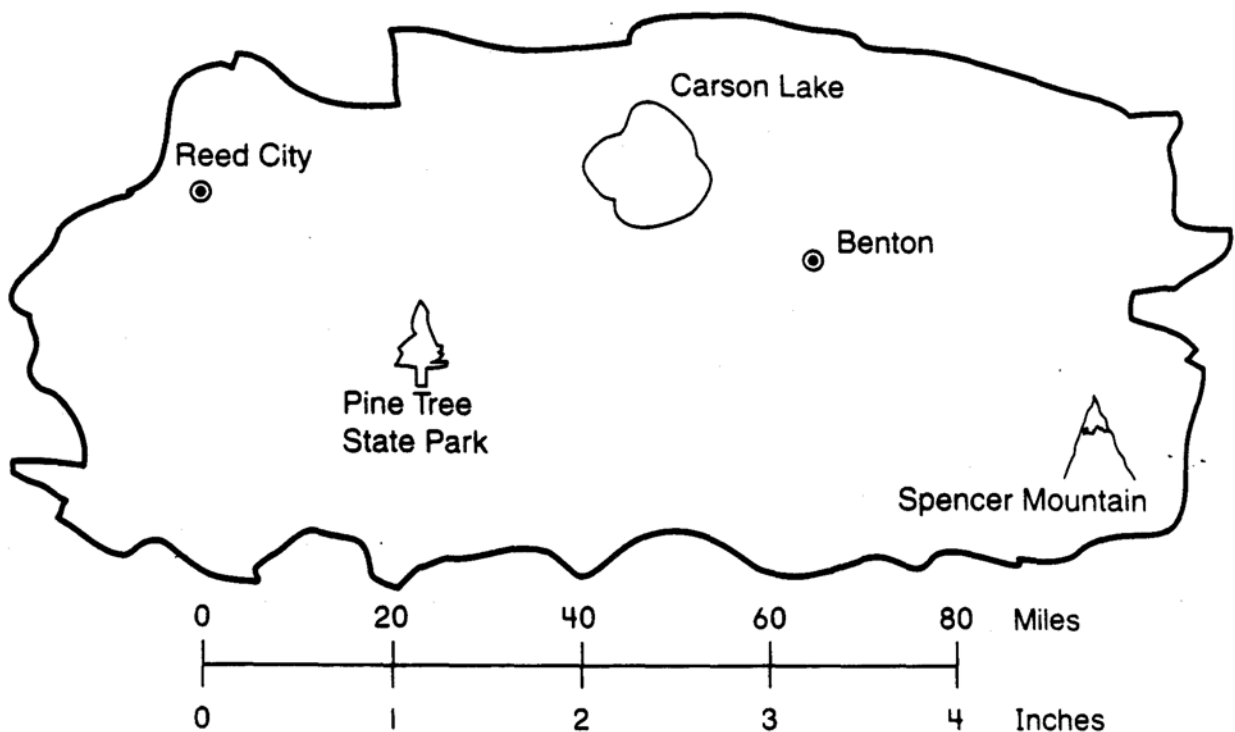 Carson Lake
Reed City
Benton
Pine Tree
State Park
Spencer Mountain
0 20 40 60 80 Miles
0 1 2 3 4 Inches